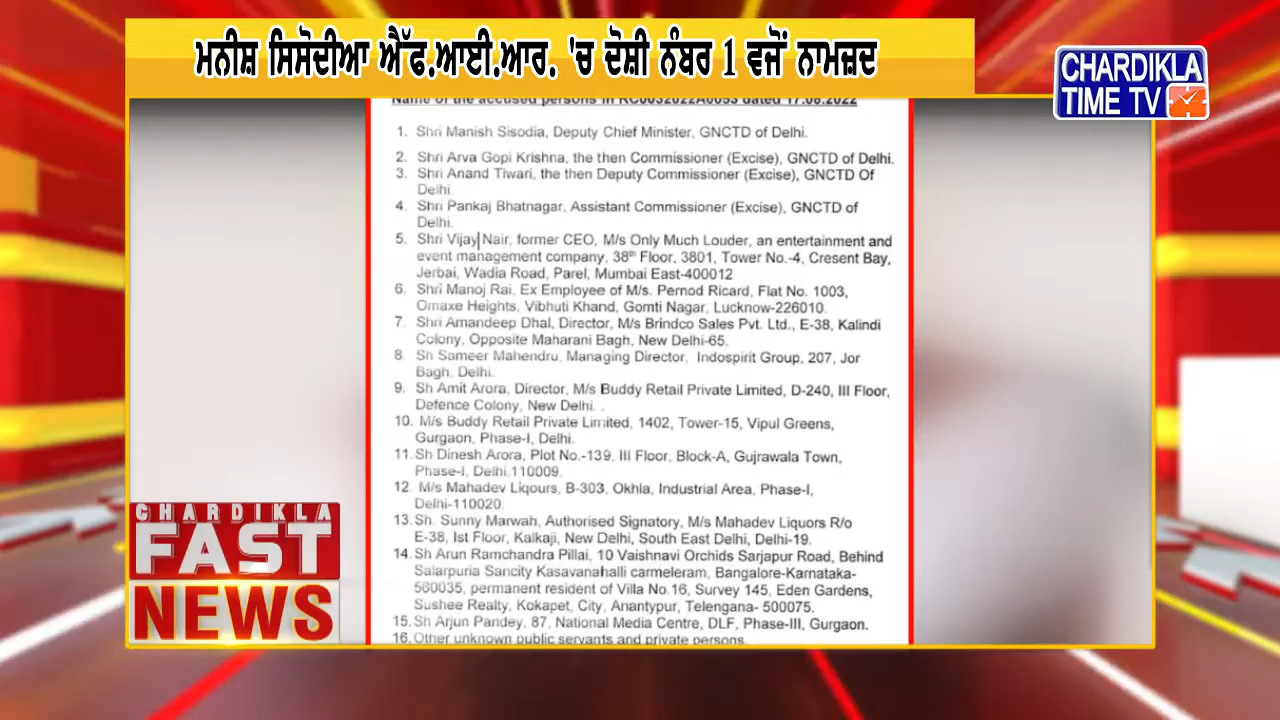 ਮਨੀਸ਼ ਸਿਸੋਦੀਆ ਐੱਫ.ਆਈ.ਆਰ. 'ਚ ਦੋਸ਼ੀ ਨੰਬਰ 1 ਵਜੋਂ ਨਾਮਜ਼ਦ
CHARDIKLA
TIME TV
Name of the accused persons in RC0032022A0053 dated 17.08.2022
1. Shri Manish Sisodia, Deputy Chief Minister, GNCTD of Delhi.
2. Shri Arva Gopi Krishna, the then Commissioner (Excise), GNCTD of Delhi.
3. Shri Anand Tiwari, the then Deputy Commissioner (Excise), GNCTD Of
Delhi.
4. Shri Pankaj Bhatnagar, Assistant Commissioner (Excise), GNCTD of
Delhi.
5. Shri Vijay Nair, former CEO, M/s Only Much Louder, an entertainment and
event management company, 38th Floor, 3801, Tower No.-4, Cresent Bay,
Jerbai, Wadia Road, Parel, Mumbai East-400012
6. Shri Manoj Rai, Ex Employee of M/s. Pernod Ricard, Flat No. 1003,
Omaxe Heights, Vibhuti Khand, Gomti Nagar, Lucknow-226010.
7. Shri Amandeep Dhal, Director, M/s Brindco Sales Pvt. Ltd., E-38, Kalindi
Colony, Opposite Maharani Bagh, New Delhi-65.
8. Sh Sameer Mahendru, Managing Director, Indospirit Group, 207, Jor
Bagh, Delhi.
9. Sh Amit Arora, Director, M/s Buddy Retail Private Limited, D-240, III Floor,
Defence Colony, New Delhi. .
10. M/s Buddy Retail Private Limited, 1402, Tower-15, Vipul Greens,
Gurgaon, Phase-I, Delhi.
11. Sh Dinesh Arora, Plot No.-139, III Floor, Block-A, Gujrawala Town,
Phase-I, Delhi.110009.
12. M/s Mahadev Liqours, B-303, Okhla, Industrial Area, Phase-I,
Delhi-110020.
13. Sh. Sunny Marwah, Authorised Signatory, M/s Mahadev Liquors R/o
E-38, Ist Floor, Kalkaji, New Delhi, South East Delhi, Delhi-19.
14. Sh Arun Ramchandra Pillai, 10 Vaishnavi Orchids Sarjapur Road, Behind
Salarpuria Sancity Kasavanahalli carmeleram, Bangalore-Karnataka-
560035, permanent resident of Villa No.16, Survey 145, Eden Gardens,
Sushee Realty, Kokapet, City, Anantypur, Telengana- 500075.
15. Sh Arjun Pandey, 87, National Media Centre, DLF, Phase-III, Gurgaon.
16. Other unknown public servants and private persons.
CHARDIKLA
FAST
NEWS